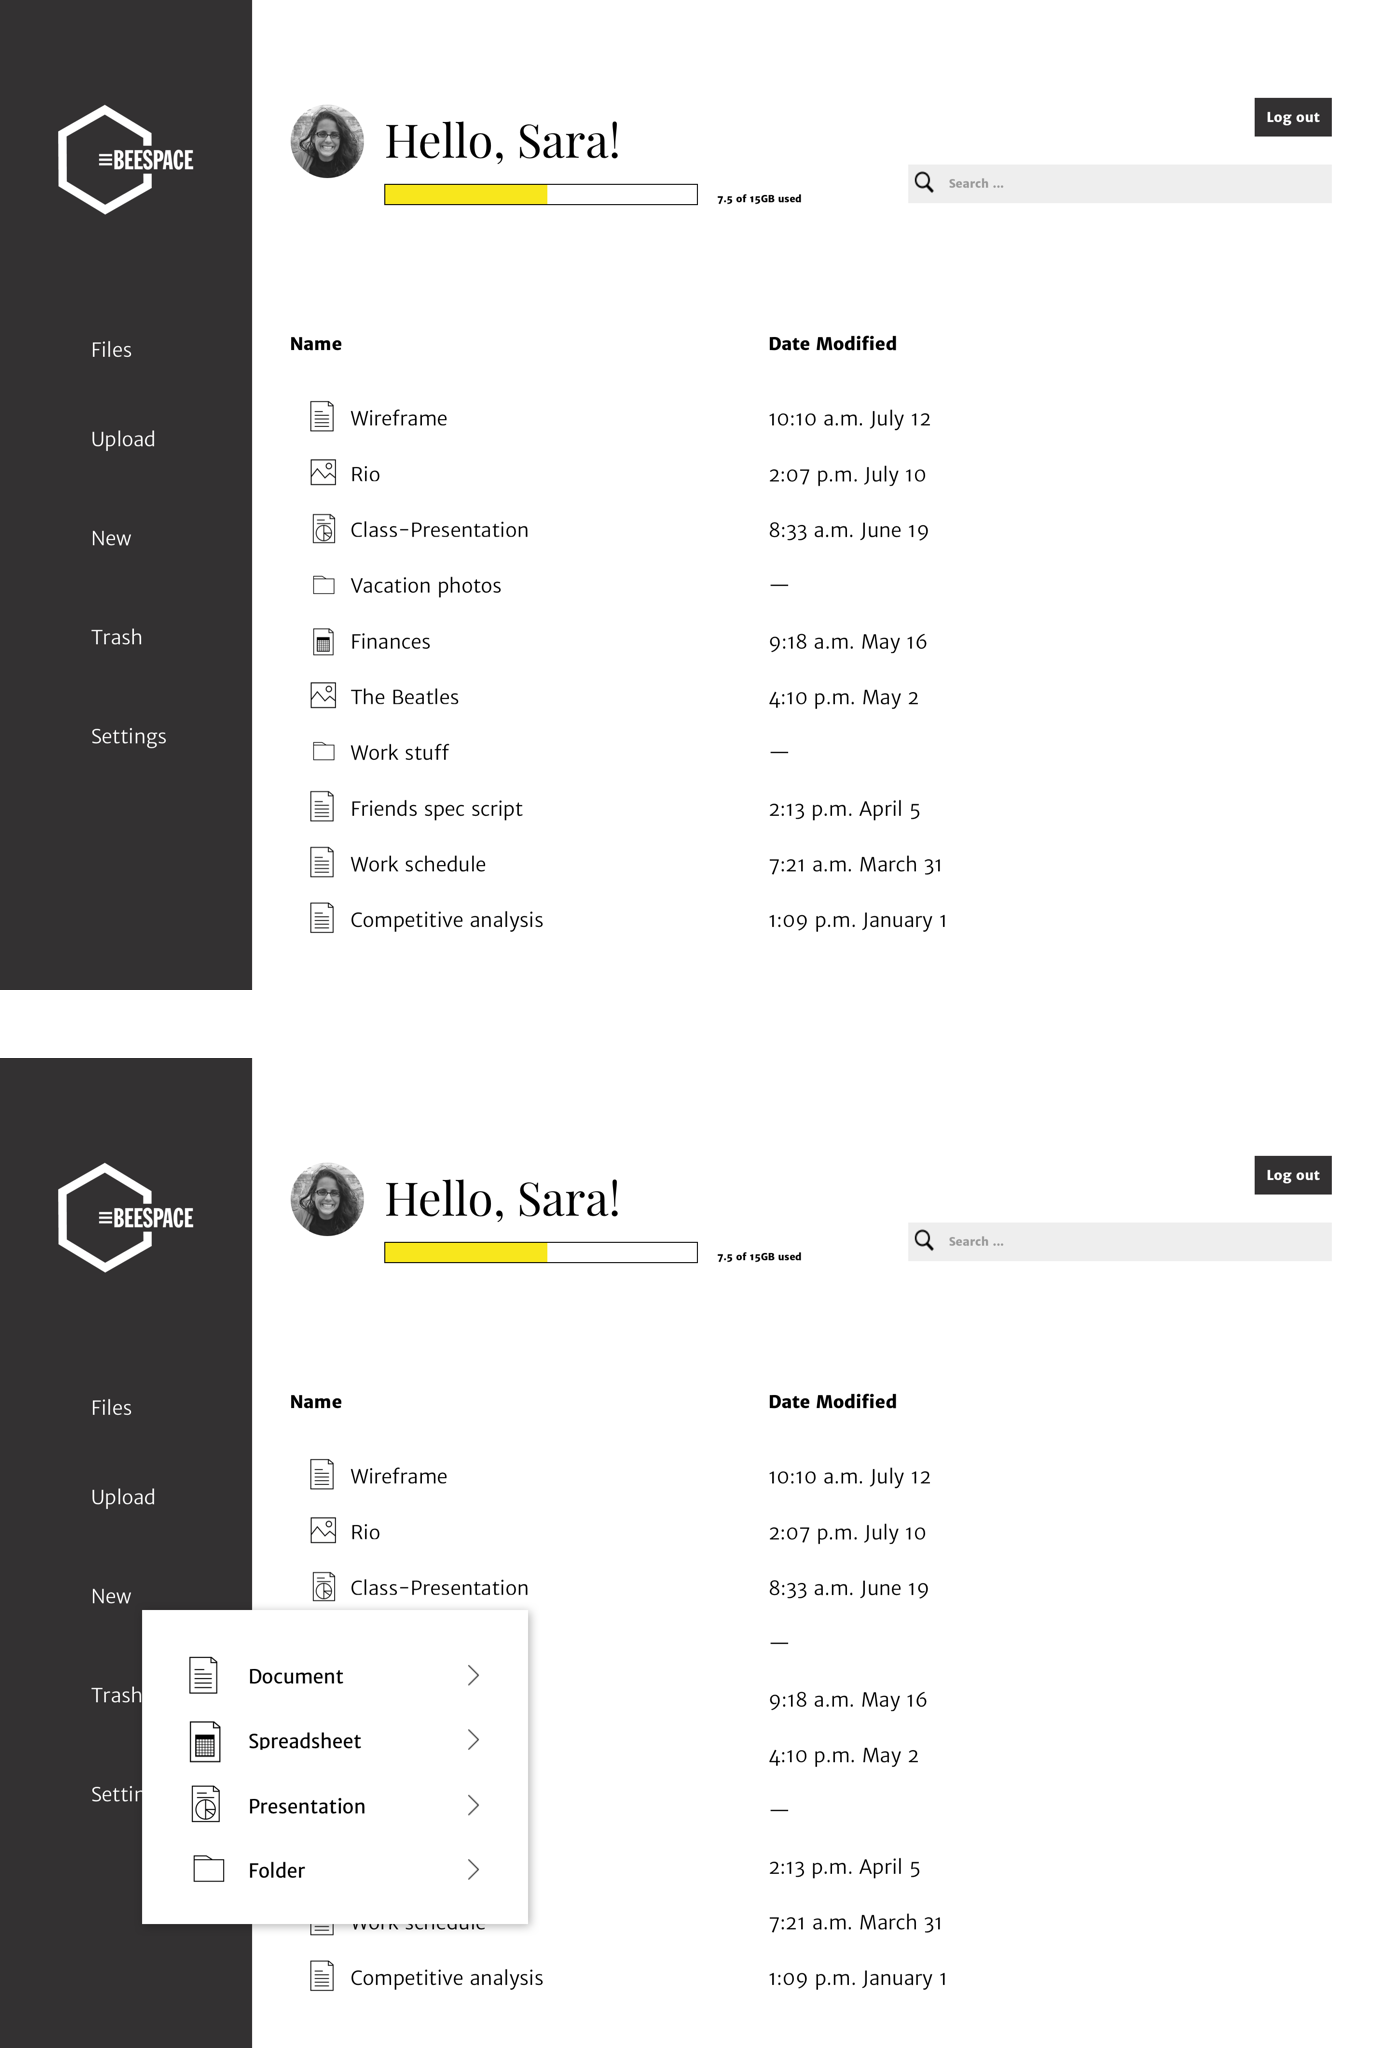 BEESPACE
Hello, Sara!
Log out
7.5 of 15GB used
Search ...
Files
Upload
New
Trash
Settings
Name Date Modified
Wireframe 10:10 a.m. July 12
Rio 2:07 p.m. July 10
Class-Presentation 8:33 a.m. June 19
Vacation photos —
Finances 9:18 a.m. May 16
The Beatles 4:10 p.m. May 2
Work stuff —
Friends spec script 2:13 p.m. April 5
Work schedule 7:21 a.m. March 31
Competitive analysis 1:09 p.m. January 1
BEESPACE
Hello, Sara!
Log out
7.5 of 15GB used
Search ...
Files
Upload
New
Trash
Settin
Name Date Modified
Wireframe 10:10 a.m. July 12
Rio 2:07 p.m. July 10
Class-Presentation 8:33 a.m. June 19
—
9:18 a.m. May 16
4:10 p.m. May 2
—
2:13 p.m. April 5
Work schedule 7:21 a.m. March 31
Competitive analysis 1:09 p.m. January 1
Document
Spreadsheet
Presentation
Folder